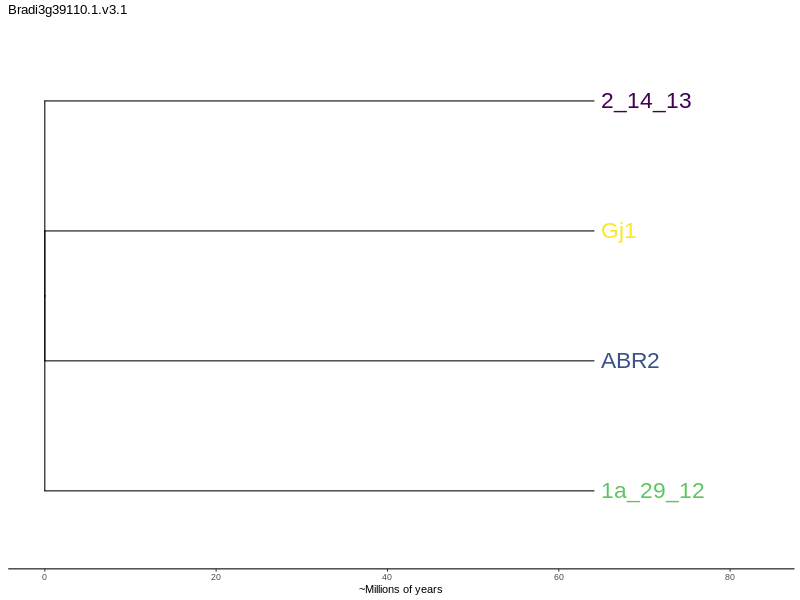 Bradi3g39110.1.v3.1
2_14_13
Gj1
ABR2
1a_29_12
0 20 40 60 80
~Millions of years